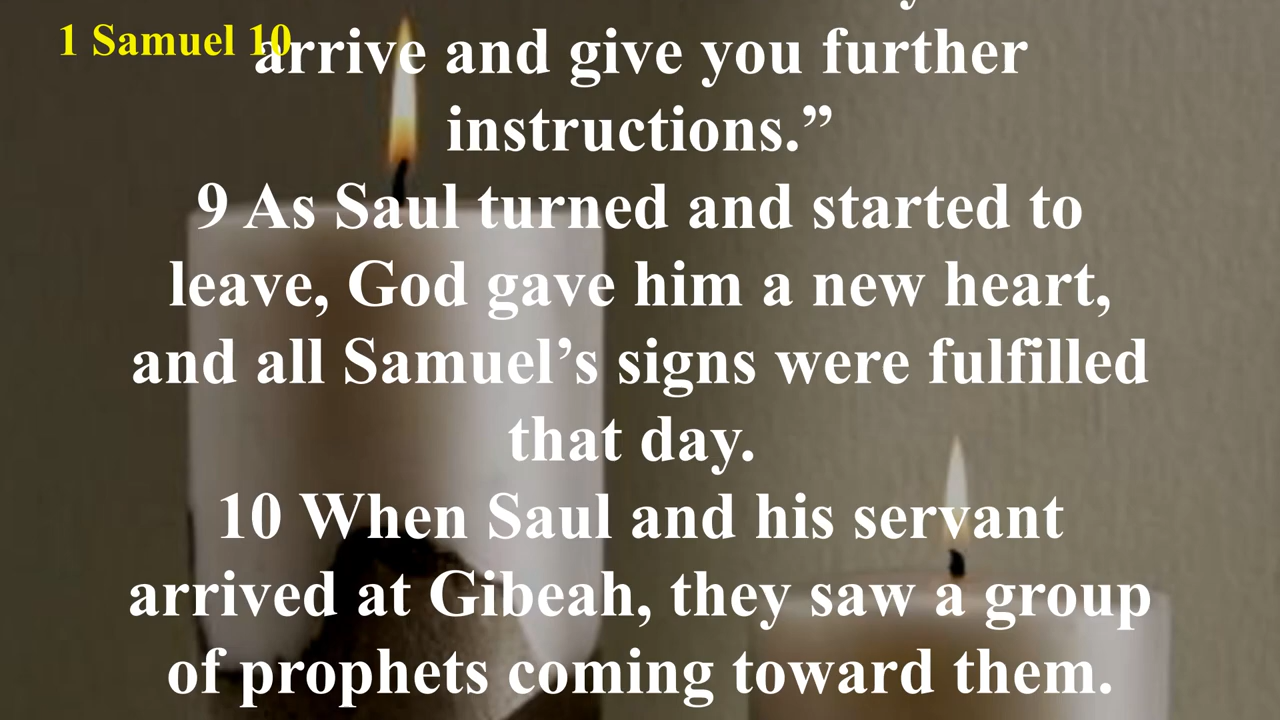 1 Samuel 10
arrive and give you further
instructions.”
9 As Saul turned and started to
leave, God gave him a new heart,
and all Samuel’s signs were fulfilled
that day.
10 When Saul and his servant
arrived at Gibeah, they saw a group
of prophets coming toward them.